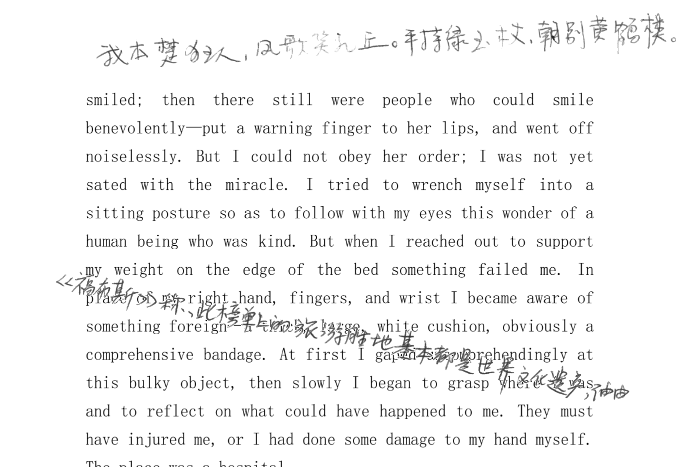 我本楚狂人,凤歌笑孔丘。手持绿玉杖,朝别黄鹤楼。
smiled; then there still were people who could smile
benevolently—put a warning finger to her lips, and went off
noiselessly. But I could not obey her order; I was not yet
sated with the miracle. I tried to wrench myself into a
sitting posture so as to follow with my eyes this wonder of a
human being who was kind. But when I reached out to support
my weight on the edge of the bed something failed me. In
place of my right hand, fingers, and wrist I became aware of
something foreign—a thick, large, white cushion, obviously a
comprehensive bandage. At first I gaped uncomprehendingly at
this bulky object, then slowly I began to grasp where I was
and to reflect on what could have happened to me. They must
have injured me, or I had done some damage to my hand myself.
The place was a hospital.
<<福布斯>>称,此榜单上的旅游胜地基本都是世界文化遗产,由由